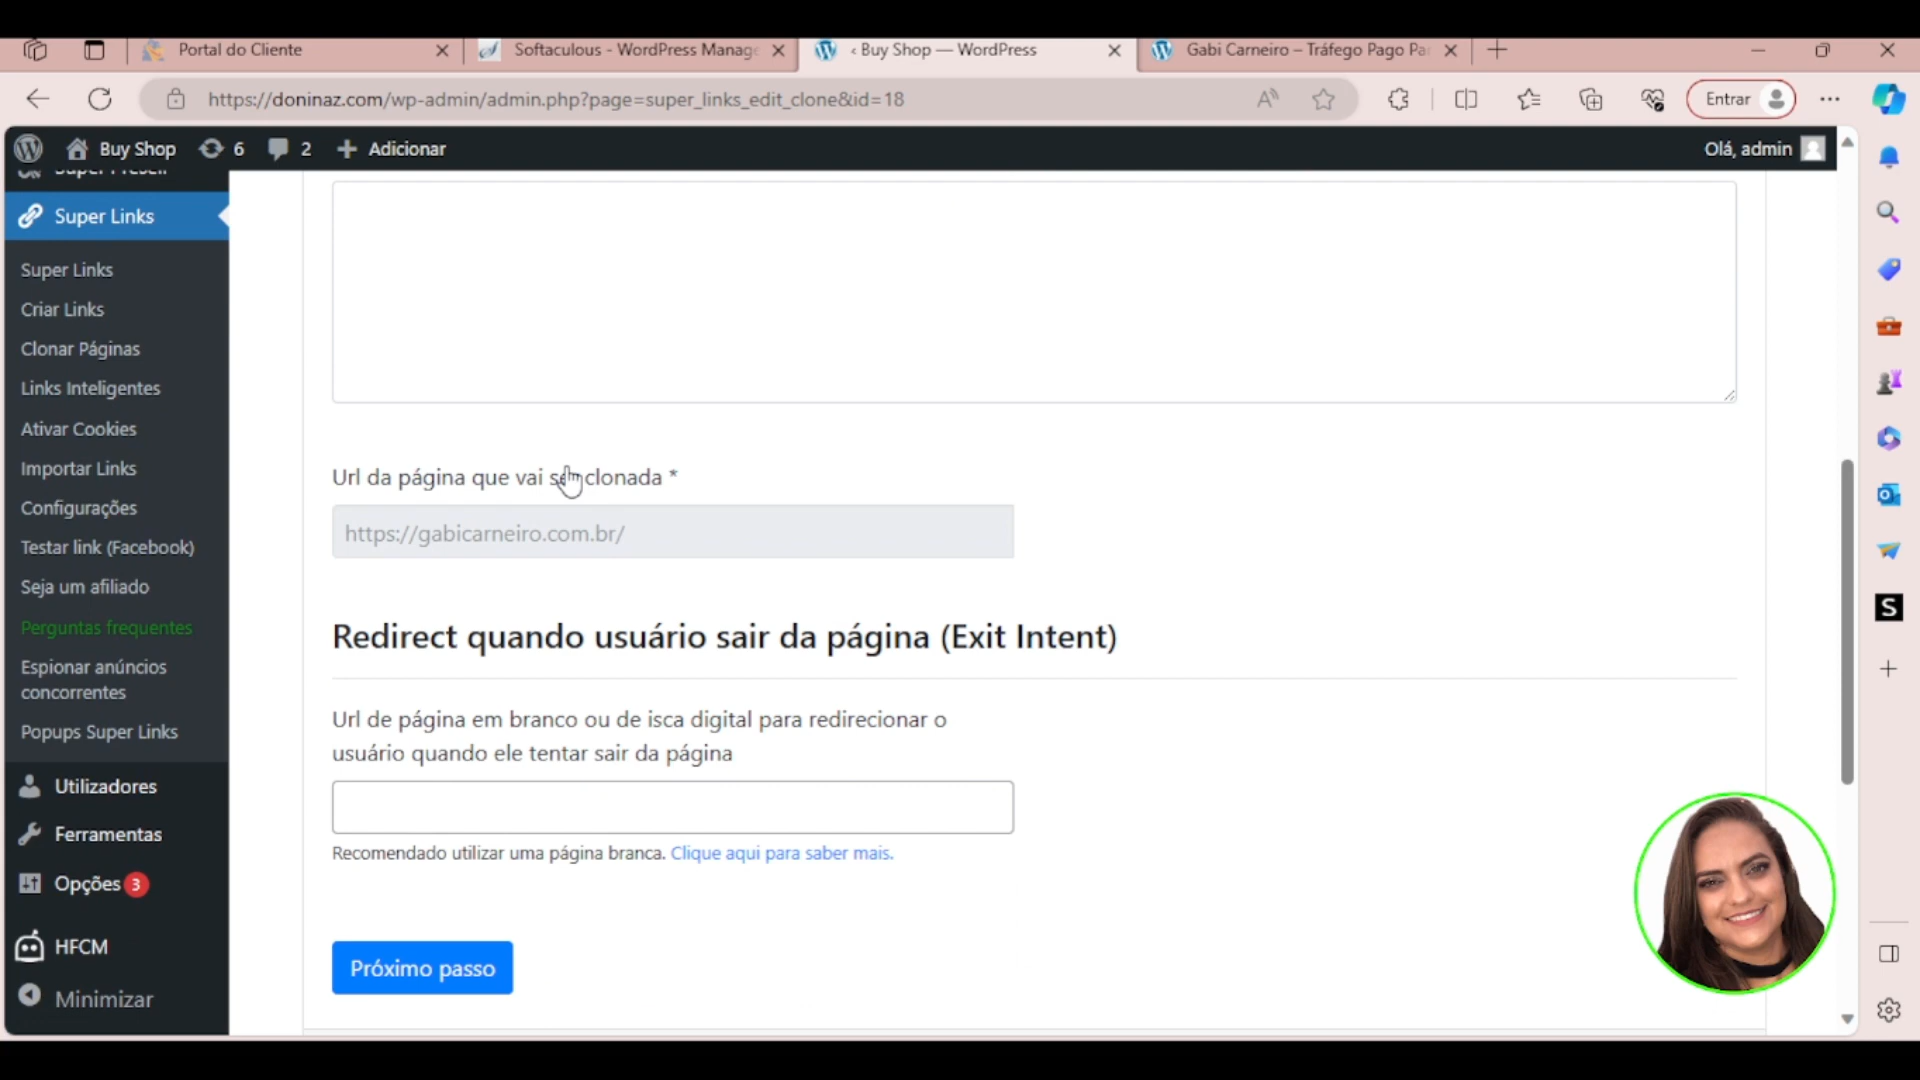 Portal do Cliente
Softaculous - WordPress Manage
‹ Buy Shop — WordPress
Gabi Carneiro – Tráfego Pago Pa
https://doninaz.com/wp-admin/admin.php?page=super_links_edit_clone&id=18
Entrar
Buy Shop
6
2
Adicionar
Olá, admin
Super Links
Super Links
Criar Links
Clonar Páginas
Links Inteligentes
Ativar Cookies
Importar Links
Configurações
Testar link (Facebook)
Seja um afiliado
Perguntas frequentes
Espionar anúncios
concorrentes
Popups Super Links
Utilizadores
Ferramentas
Opções 3
HFCM
Minimizar
Url da página que vai ser clonada *
https://gabicarneiro.com.br/
Redirect quando usuário sair da página (Exit Intent)
Url de página em branco ou de isca digital para redirecionar o
usuário quando ele tentar sair da página
Recomendado utilizar uma página branca. Clique aqui para saber mais.
Próximo passo
S